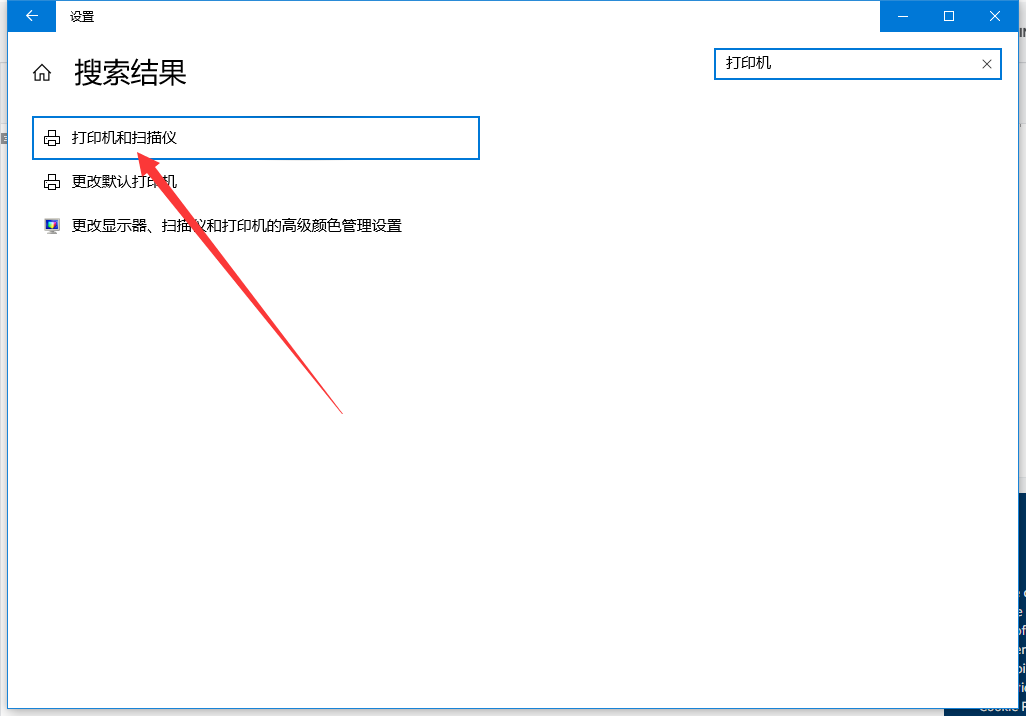 设置
搜索结果
打印机
打印机和扫描仪
更改默认打印机
更改显示器、扫描仪和打印机的高级颜色管理设置